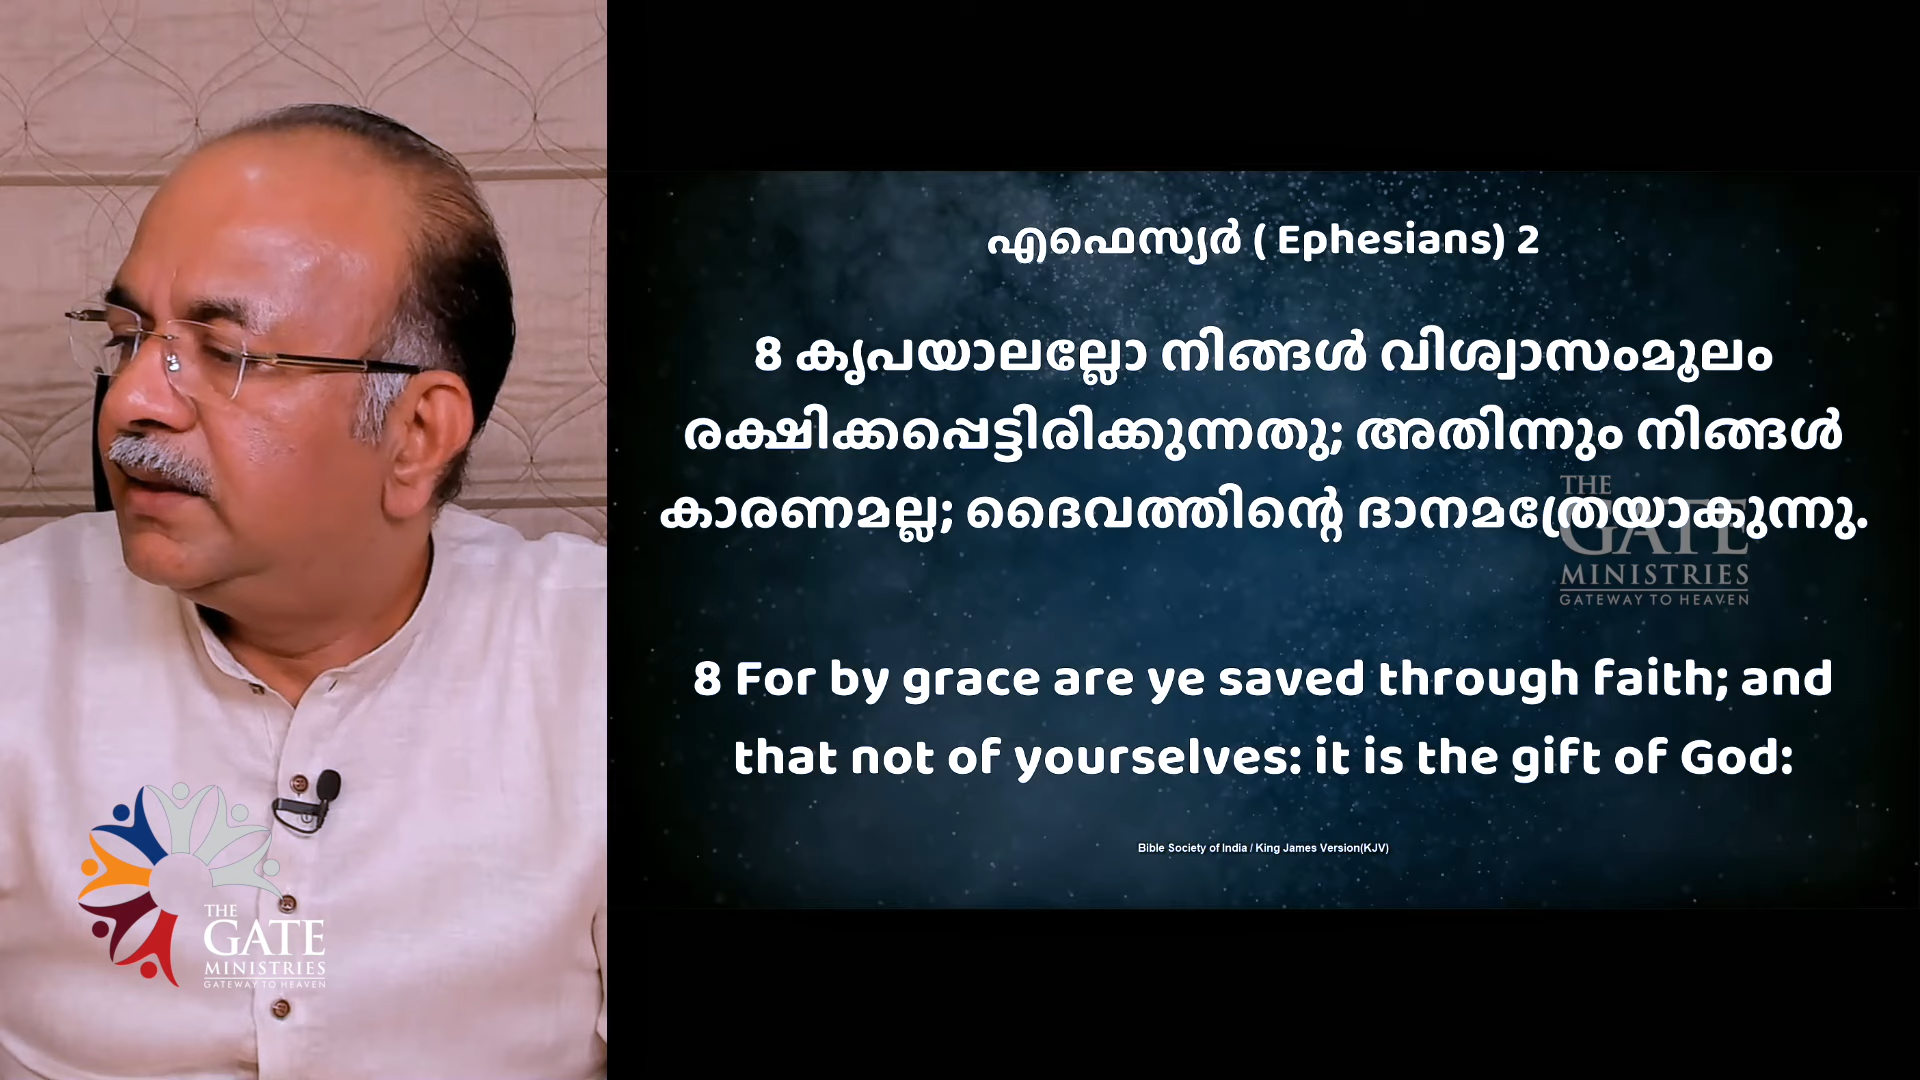 എഫെസ്യർ ( Ephesians) 2
8 കൃപയാലല്ലോ നിങ്ങൾ വിശ്വാസംമൂലം
രക്ഷിക്കപ്പെട്ടിരിക്കുന്നതു; അതിന്നും നിങ്ങൾ
കാരണമല്ല; ദൈവത്തിന്റെ ദാനമത്രേയാകുന്നു.
THE
GATE
MINISTRIES
GATEWAY TO HEAVEN
8 For by grace are ye saved through faith; and
that not of yourselves: it is the gift of God:
Bible Society of India / King James Version(KJV)
THE
GATE
MINISTRIES
GATEWAY TO HEAVEN